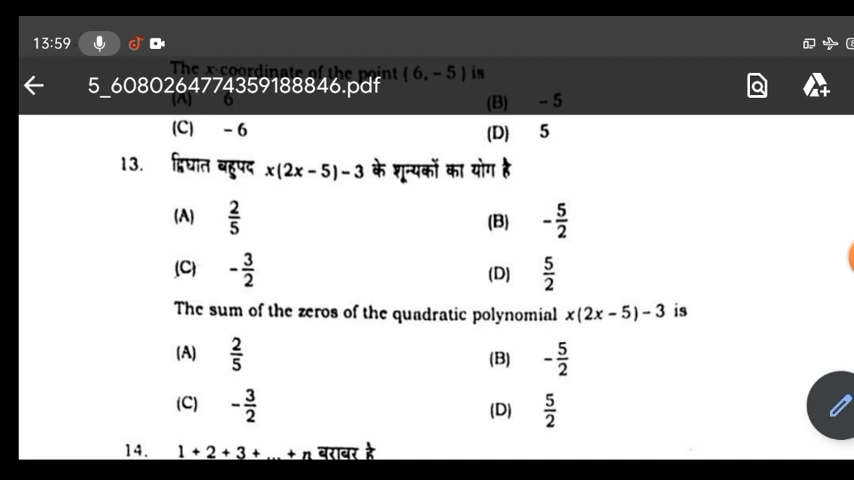 13:59
The x-coordinate of the point ( 6, – 5 ) is
5_6080264774359188846.pdf
(A) 6 (B) – 5
(C) – 6 (D) 5
13. द्विघात बहुपद x(2x – 5) – 3 के शून्यकों का योग है
(A) 2/5 (B) –5/2
(C) –3/2 (D) 5/2
The sum of the zeros of the quadratic polynomial x(2x – 5) – 3 is
(A) 2/5 (B) –5/2
(C) –3/2 (D) 5/2
14. 1 + 2 + 3 + ... + n बराबर है